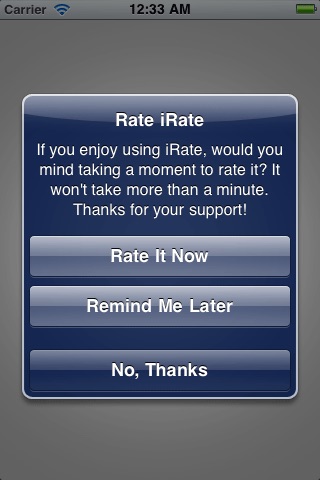 Carrier 12:33 AM
Rate iRate
If you enjoy using iRate, would you
mind taking a moment to rate it? It
won't take more than a minute.
Thanks for your support!
Rate It Now
Remind Me Later
No, Thanks